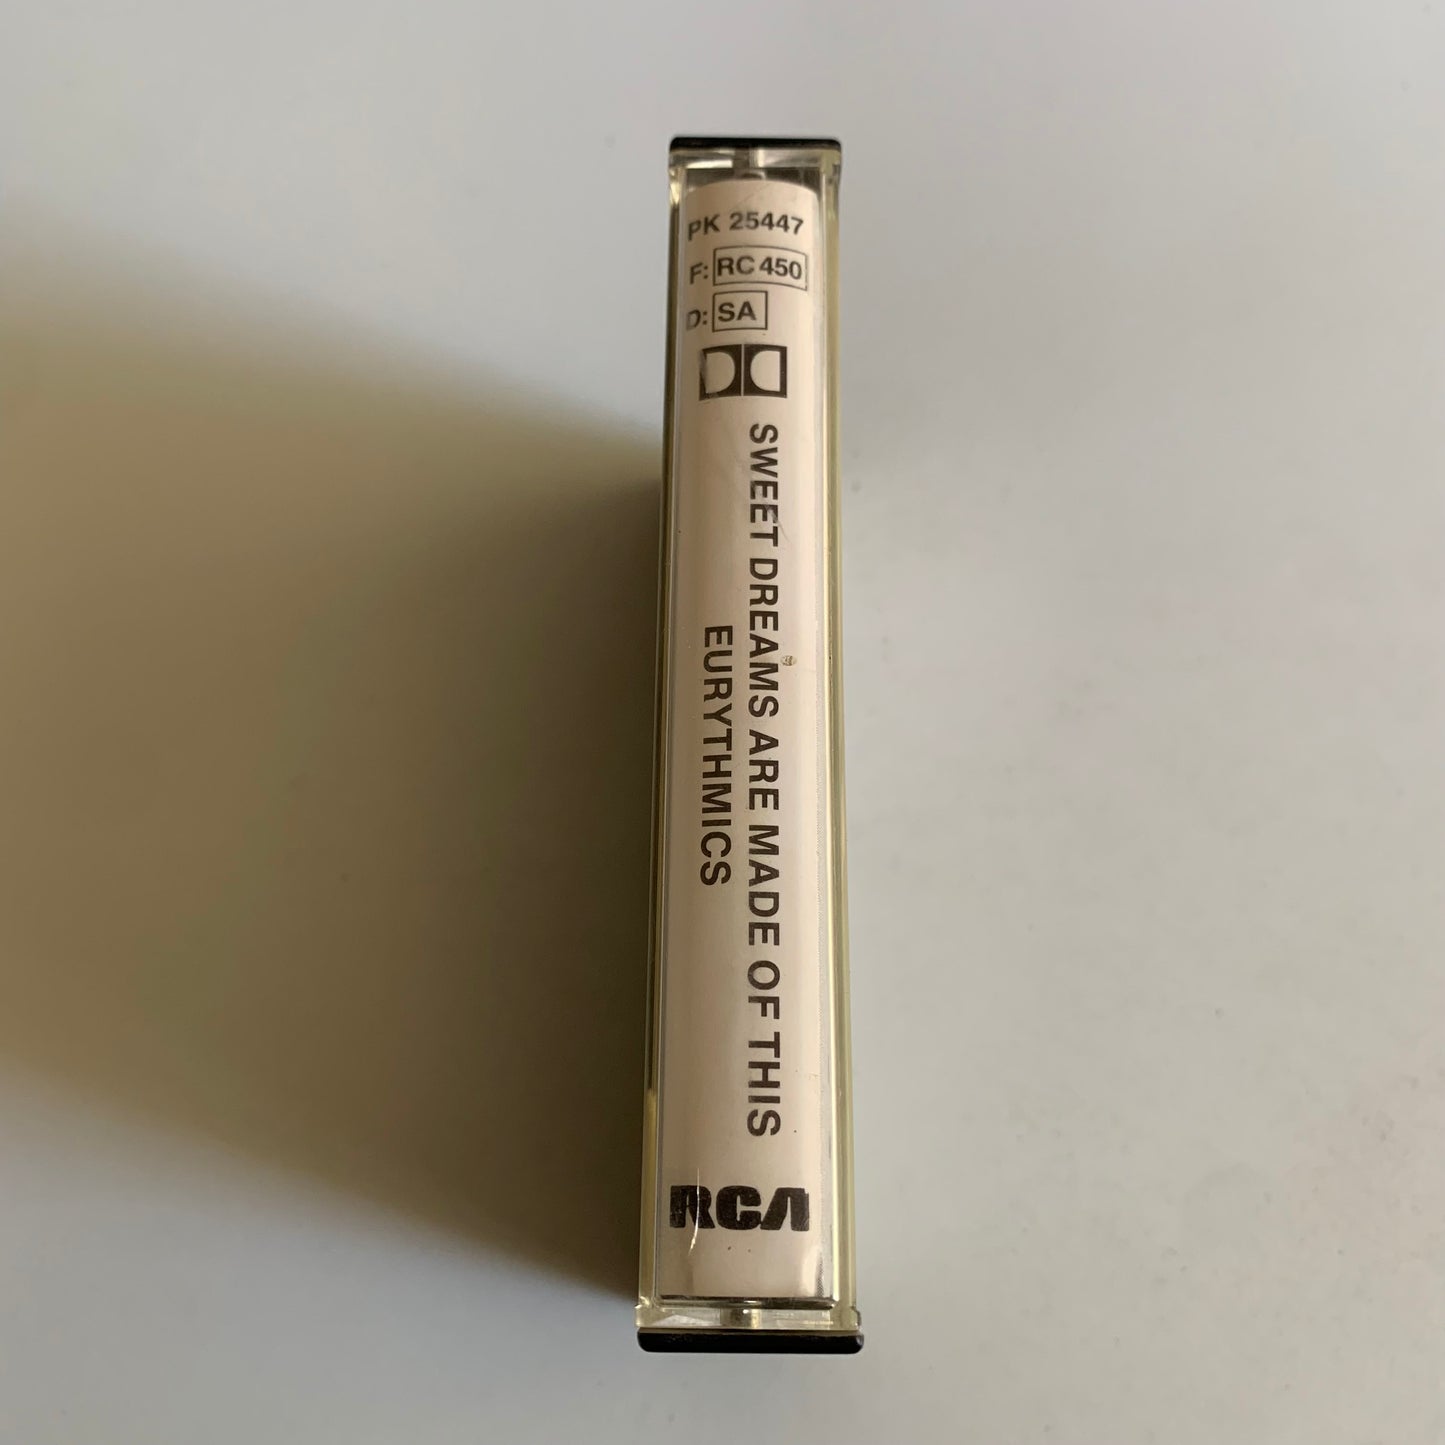 PK 25447
F: RC 450
D: SA
SWEET DREAMS ARE MADE OF THIS
EURYTHMICS
RCA